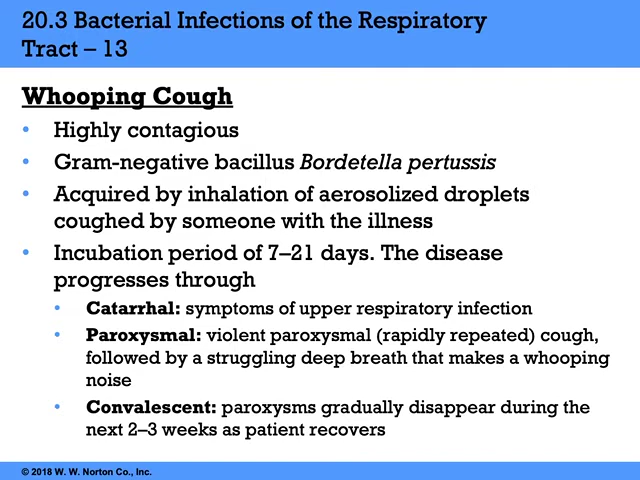 20.3 Bacterial Infections of the Respiratory
Tract – 13
Whooping Cough
• Highly contagious
• Gram-negative bacillus Bordetella pertussis
• Acquired by inhalation of aerosolized droplets
coughed by someone with the illness
• Incubation period of 7–21 days. The disease
progresses through
• Catarrhal: symptoms of upper respiratory infection
• Paroxysmal: violent paroxysmal (rapidly repeated) cough,
followed by a struggling deep breath that makes a whooping
noise
• Convalescent: paroxysms gradually disappear during the
next 2–3 weeks as patient recovers
© 2018 W. W. Norton Co., Inc.